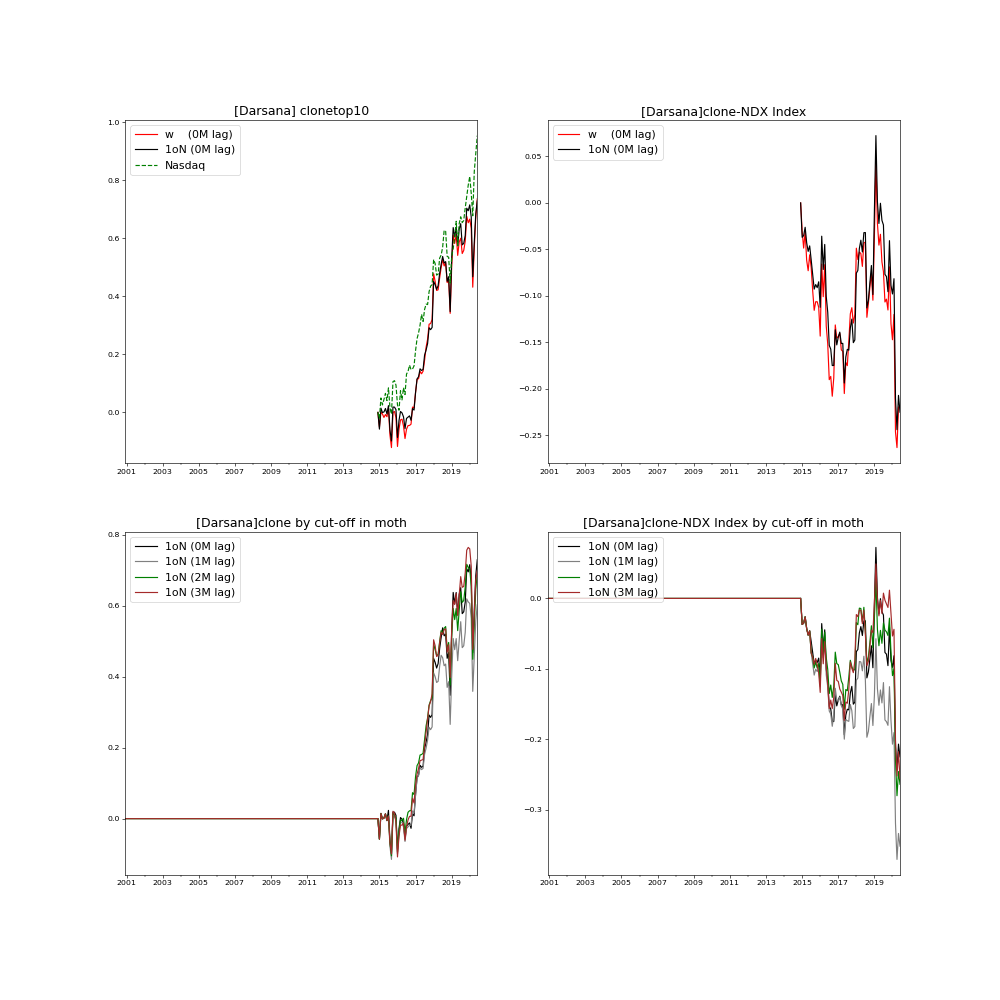 [Darsana] clonetop10
w    (0M lag)
1oN (0M lag)
Nasdaq
1.0
0.8
0.6
0.4
0.2
0.0
2001 2003 2005 2007 2009 2011 2013 2015 2017 2019
[Darsana]clone-NDX Index
w    (0M lag)
1oN (0M lag)
0.05
0.00
−0.05
−0.10
−0.15
−0.20
−0.25
2001 2003 2005 2007 2009 2011 2013 2015 2017 2019
[Darsana]clone by cut-off in moth
1oN (0M lag)
1oN (1M lag)
1oN (2M lag)
1oN (3M lag)
0.8
0.6
0.4
0.2
0.0
2001 2003 2005 2007 2009 2011 2013 2015 2017 2019
[Darsana]clone-NDX Index by cut-off in moth
1oN (0M lag)
1oN (1M lag)
1oN (2M lag)
1oN (3M lag)
0.0
−0.1
−0.2
−0.3
2001 2003 2005 2007 2009 2011 2013 2015 2017 2019